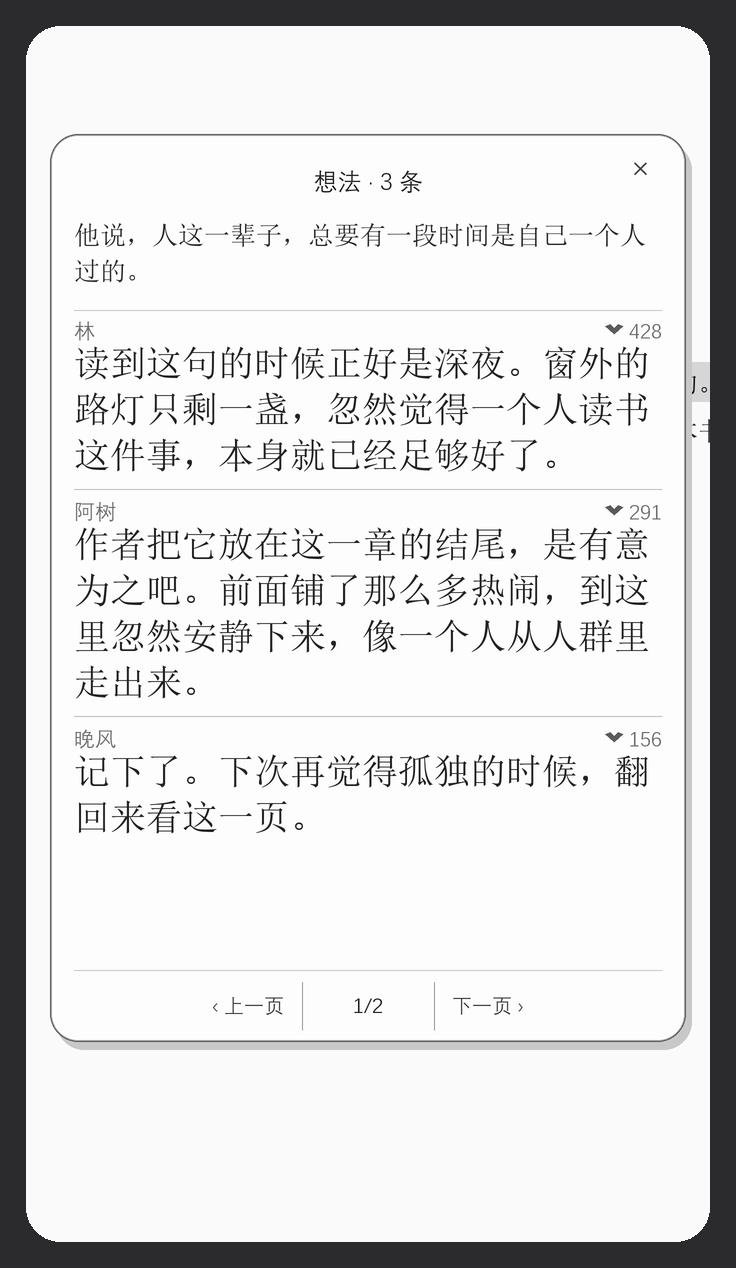 想法 · 3 条
×
他说，人这一辈子，总要有一段时间是自己一个人
过的。
林 428
读到这句的时候正好是深夜。窗外的
路灯只剩一盏，忽然觉得一个人读书
这件事，本身就已经足够好了。
阿树 291
作者把它放在这一章的结尾，是有意
为之吧。前面铺了那么多热闹，到这
里忽然安静下来，像一个人从人群里
走出来。
晚风 156
记下了。下次再觉得孤独的时候，翻
回来看这一页。
‹ 上一页 1/2 下一页 ›